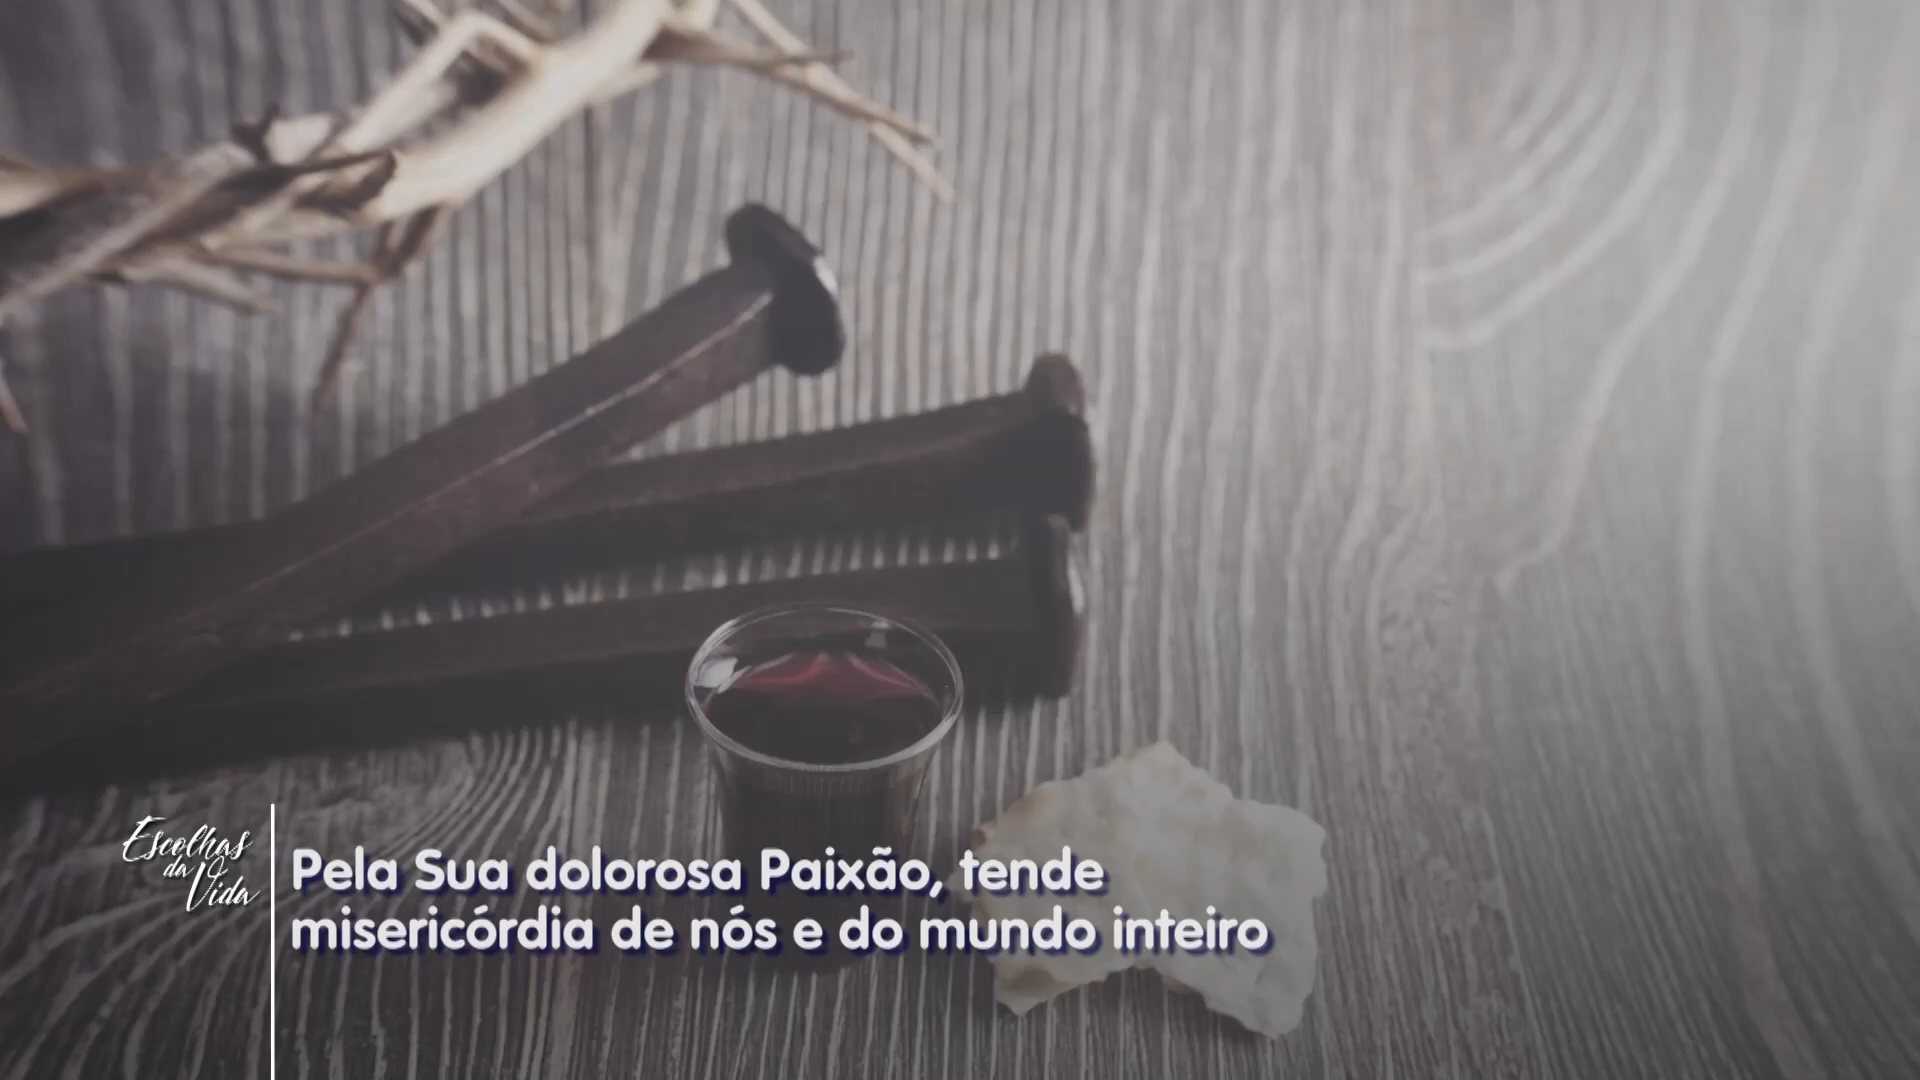 Escolhas
da
Vida
Pela Sua dolorosa Paixão, tende
misericórdia de nós e do mundo inteiro